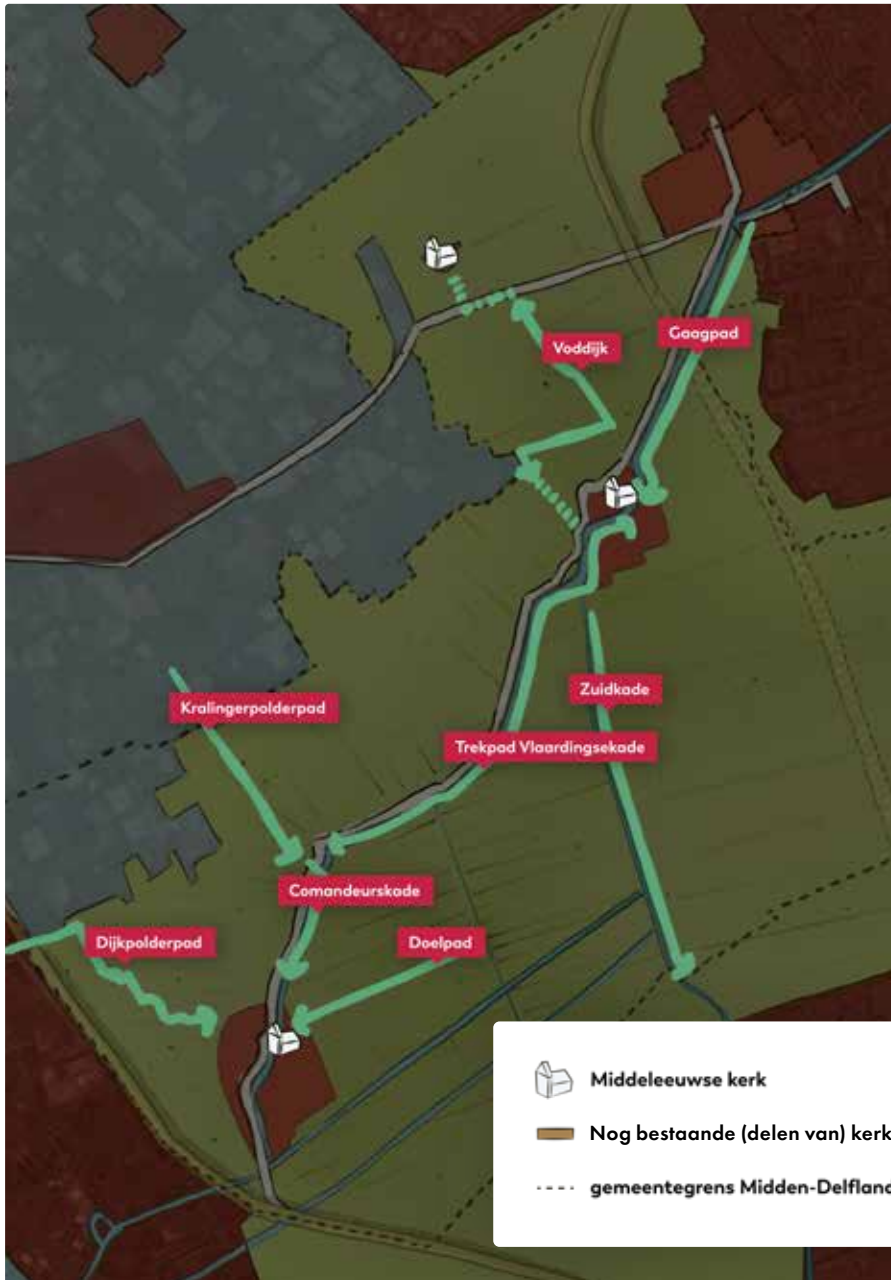 Voddijk
Gaagpad
Kralingerpolderpad
Zuidkade
Trekpad Vlaardingsekade
Comandeurskade
Dijkpolderpad
Doelpad
Middeleeuwse kerk
Nog bestaande (delen van) kerk
gemeentegrens Midden-Delfland